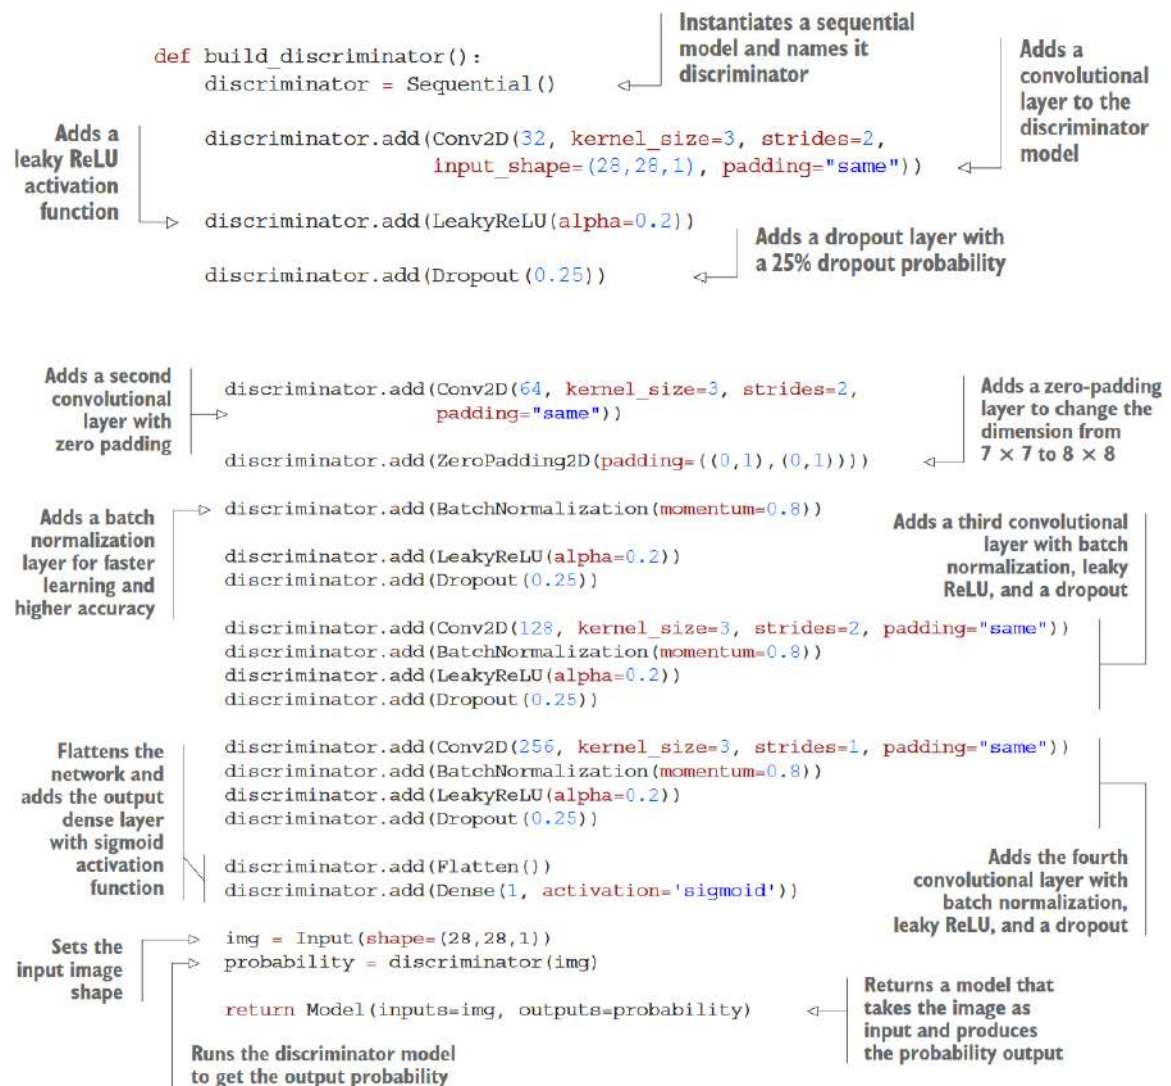 Instantiates a sequential
model and names it
discriminator
def build_discriminator():
discriminator = Sequential()
Adds a
convolutional
layer to the
discriminator
model
Adds a
leaky ReLU
activation
function
discriminator.add(Conv2D(32, kernel_size=3, strides=2,
input_shape=(28,28,1), padding="same"))
discriminator.add(LeakyReLU(alpha=0.2))
Adds a dropout layer with
a 25% dropout probability
discriminator.add(Dropout(0.25))
Adds a second
convolutional
layer with
zero padding
discriminator.add(Conv2D(64, kernel_size=3, strides=2,
padding="same"))
Adds a zero-padding
layer to change the
dimension from
7 × 7 to 8 × 8
discriminator.add(ZeroPadding2D(padding=((0,1),(0,1))))
Adds a batch
normalization
layer for faster
learning and
higher accuracy
discriminator.add(BatchNormalization(momentum=0.8))
discriminator.add(LeakyReLU(alpha=0.2))
discriminator.add(Dropout(0.25))
Adds a third convolutional
layer with batch
normalization, leaky
ReLU, and a dropout
discriminator.add(Conv2D(128, kernel_size=3, strides=2, padding="same"))
discriminator.add(BatchNormalization(momentum=0.8))
discriminator.add(LeakyReLU(alpha=0.2))
discriminator.add(Dropout(0.25))
discriminator.add(Conv2D(256, kernel_size=3, strides=1, padding="same"))
discriminator.add(BatchNormalization(momentum=0.8))
discriminator.add(LeakyReLU(alpha=0.2))
discriminator.add(Dropout(0.25))
Flattens the
network and
adds the output
dense layer
with sigmoid
activation
function
discriminator.add(Flatten())
discriminator.add(Dense(1, activation='sigmoid'))
Adds the fourth
convolutional layer with
batch normalization,
leaky ReLU, and a dropout
Sets the
input image
shape
img = Input(shape=(28,28,1))
probability = discriminator(img)
return Model(inputs=img, outputs=probability)
Returns a model that
takes the image as
input and produces
the probability output
Runs the discriminator model
to get the output probability